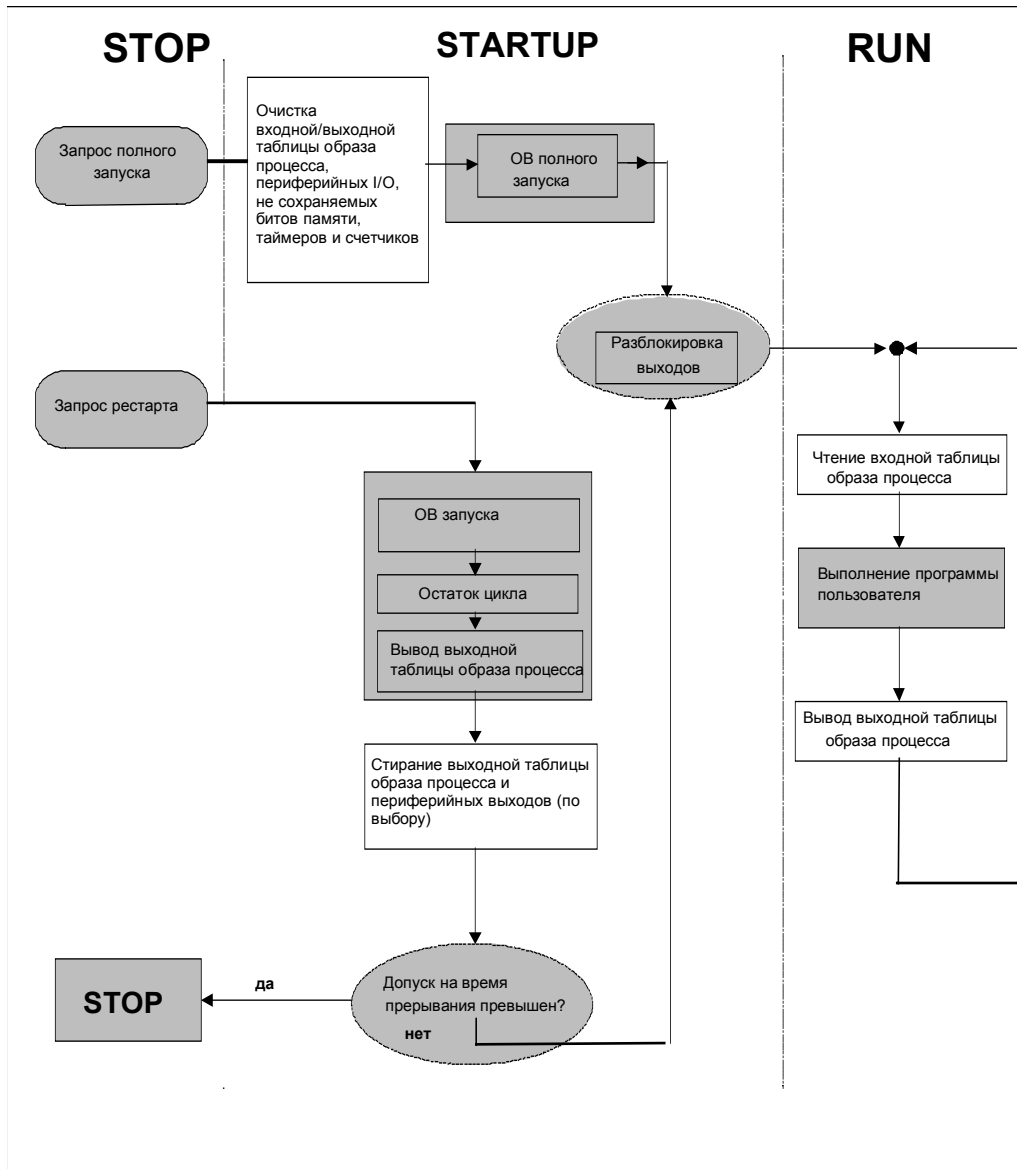 STOP
STARTUP
RUN
Запрос полного
запуска
Очистка
входной/выходной
таблицы образа
процесса,
периферийных I/O,
не сохраняемых
битов памяти,
таймеров и счетчиков
ОВ полного
запуска
Разблокировка
выходов
Запрос рестарта
ОВ запуска
Остаток цикла
Вывод выходной
таблицы образа процесса
Стирание выходной таблицы
образа процесса и
периферийных выходов (по
выбору)
Допуск на время
прерывания превышен?
да
нет
STOP
Чтение входной таблицы
образа процесса
Выполнение программы
пользователя
Вывод выходной таблицы
образа процесса